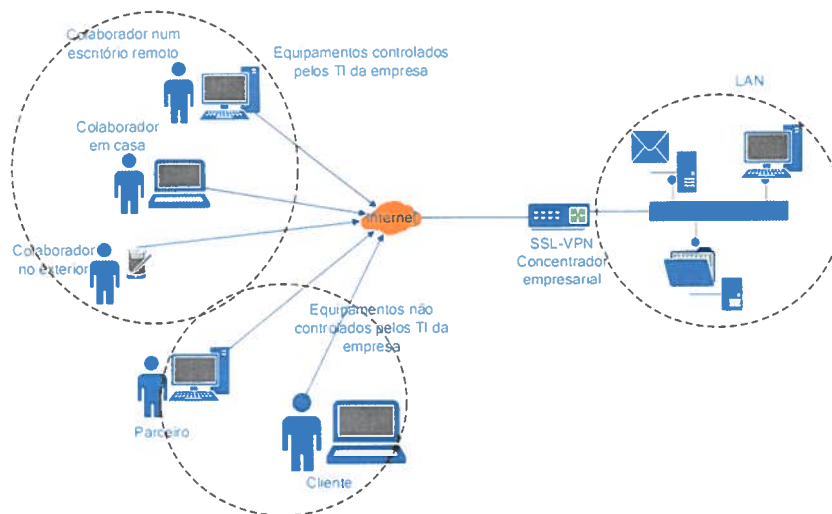 Colaborador num
escritório remoto
Equipamentos controlados
pelos TI da empresa
LAN
Colaborador
em casa
Internet
SSL-VPN
Concentrador
empresarial
Colaborador
no exterior
Equipamentos não
controlados pelos TI da
empresa
Parceiro
Cliente